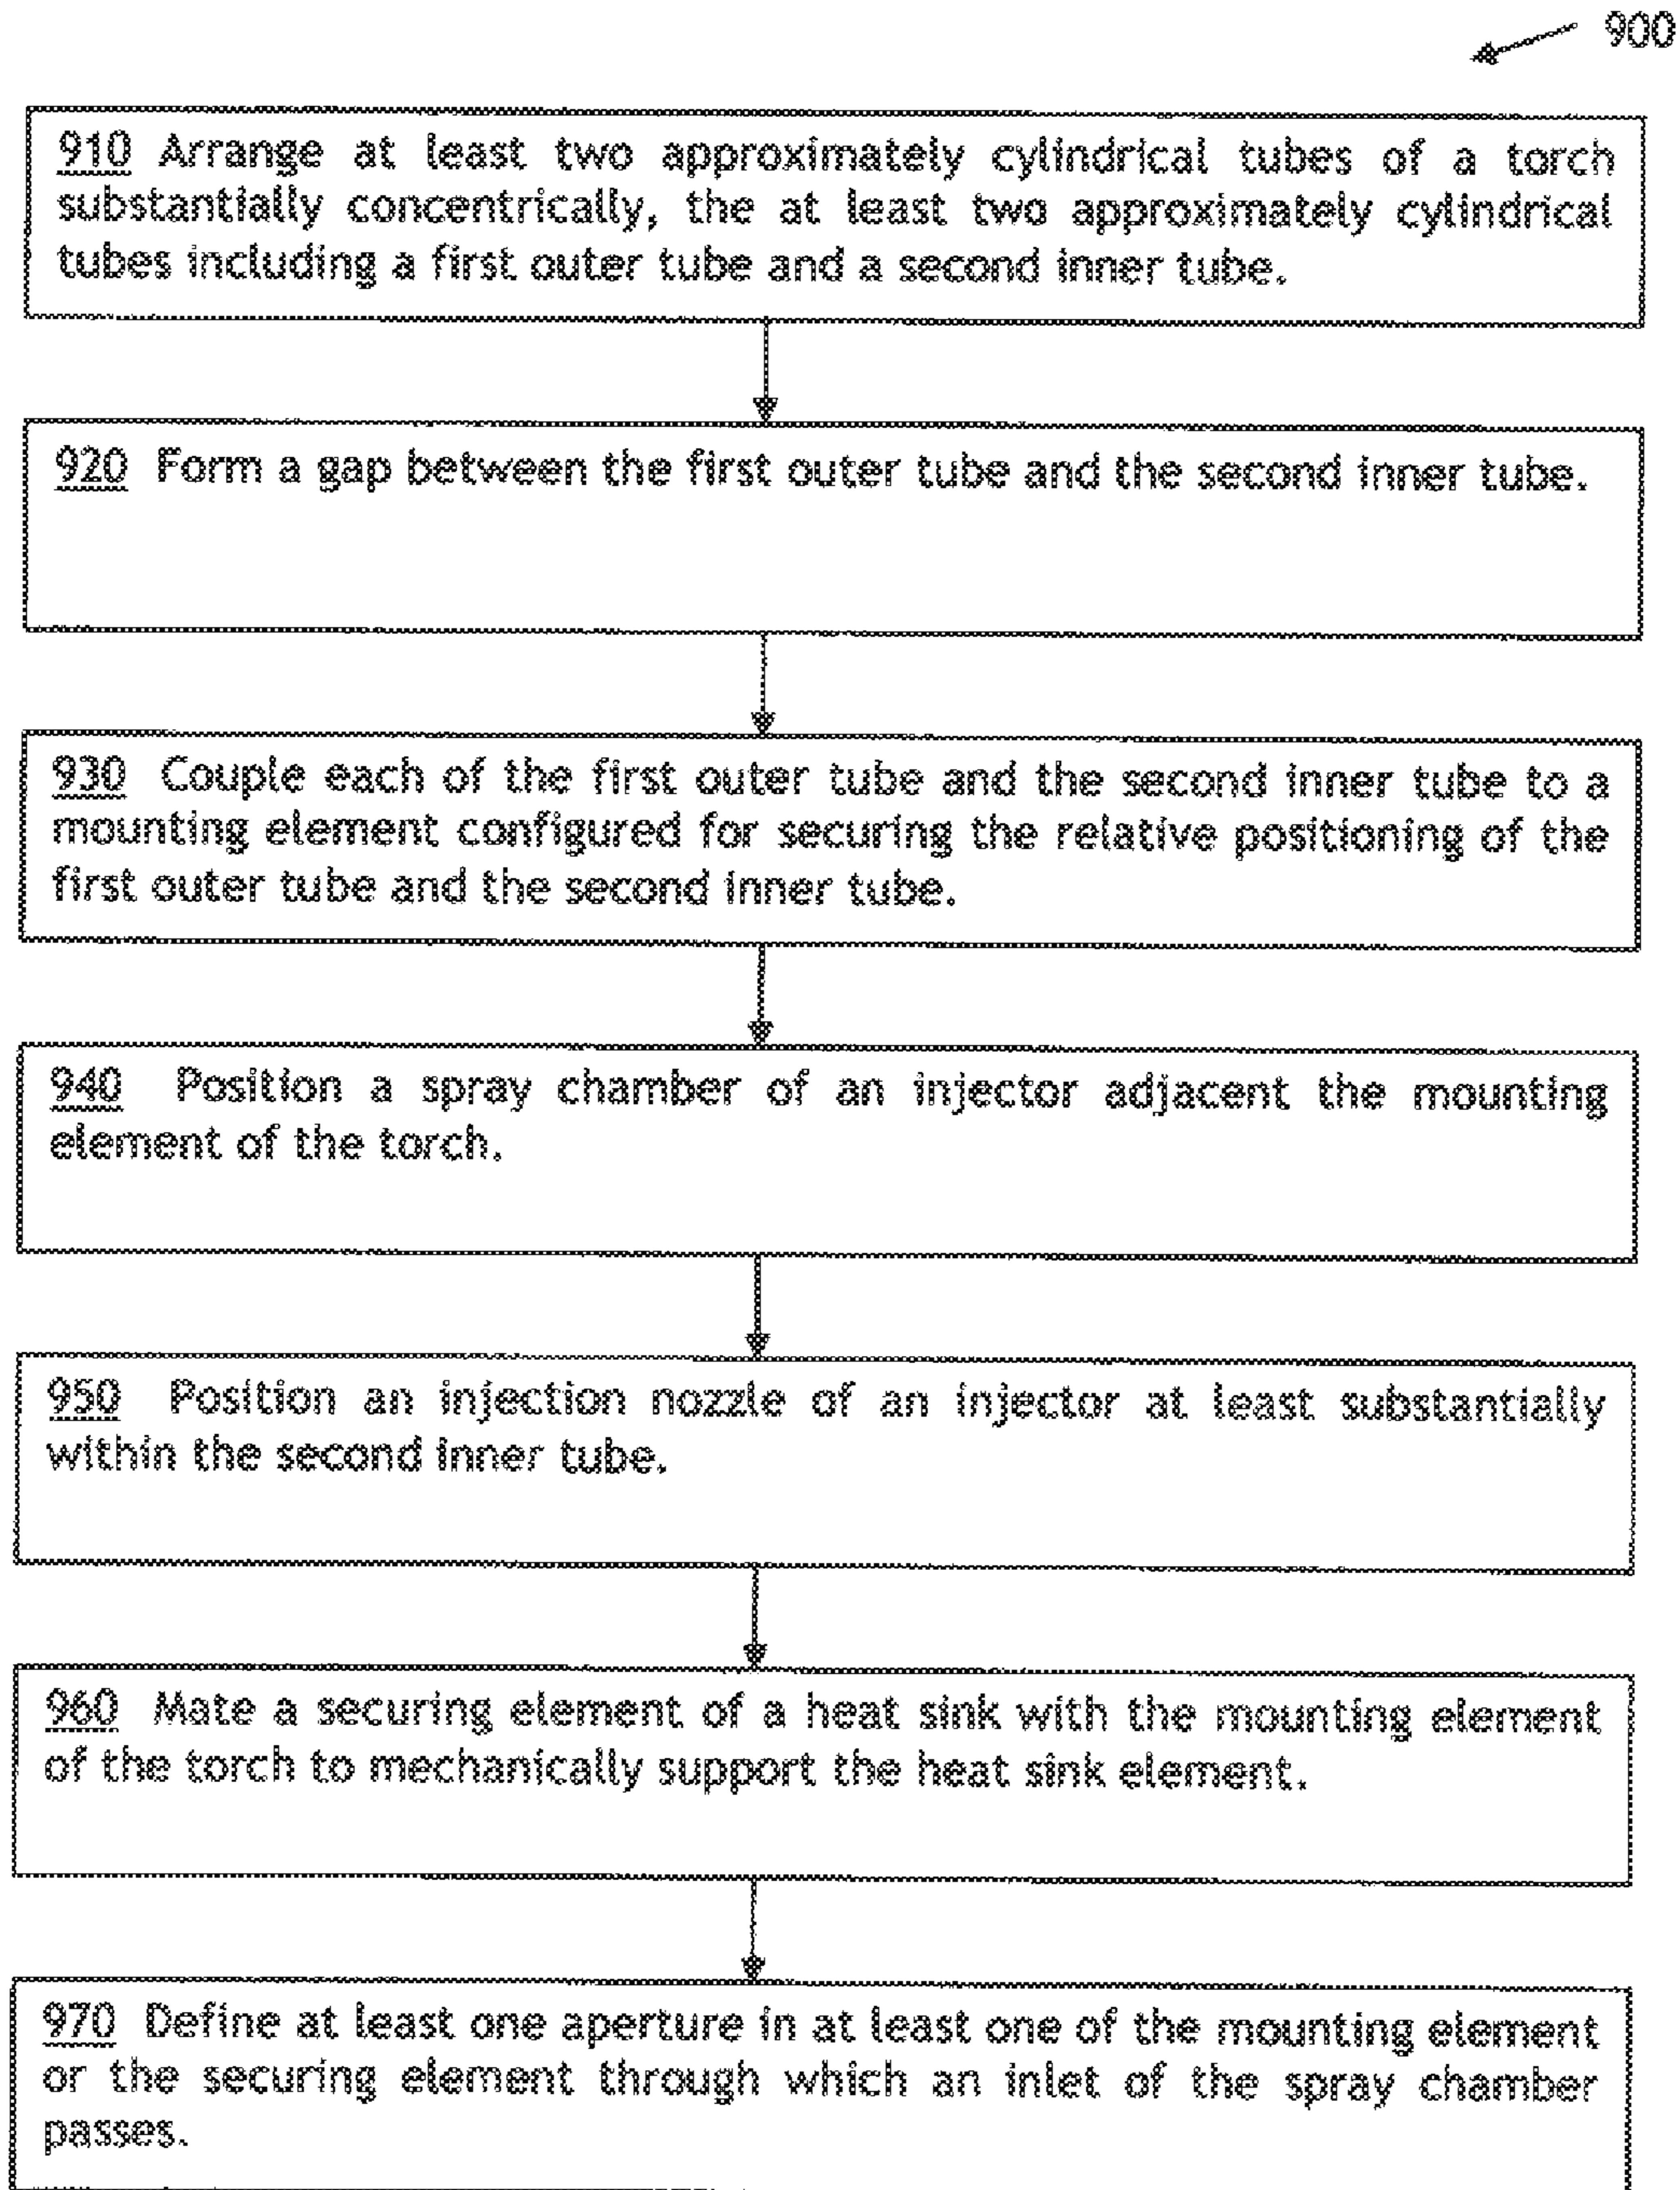 900
910 Arrange at least two approximately cylindrical tubes of a torch
substantially concentrically, the at least two approximately cylindrical
tubes including a first outer tube and a second inner tube.
920 Form a gap between the first outer tube and the second inner tube.
930 Couple each of the first outer tube and the second inner tube to a
mounting element configured for securing the relative positioning of the
first outer tube and the second inner tube.
940 Position a spray chamber of an injector adjacent the mounting
element of the torch.
950 Position an injection nozzle of an injector at least substantially
within the second inner tube.
960 Mate a securing element of a heat sink with the mounting element
of the torch to mechanically support the heat sink element.
970 Define at least one aperture in at least one of the mounting element
or the securing element through which an inlet of the spray chamber
passes.